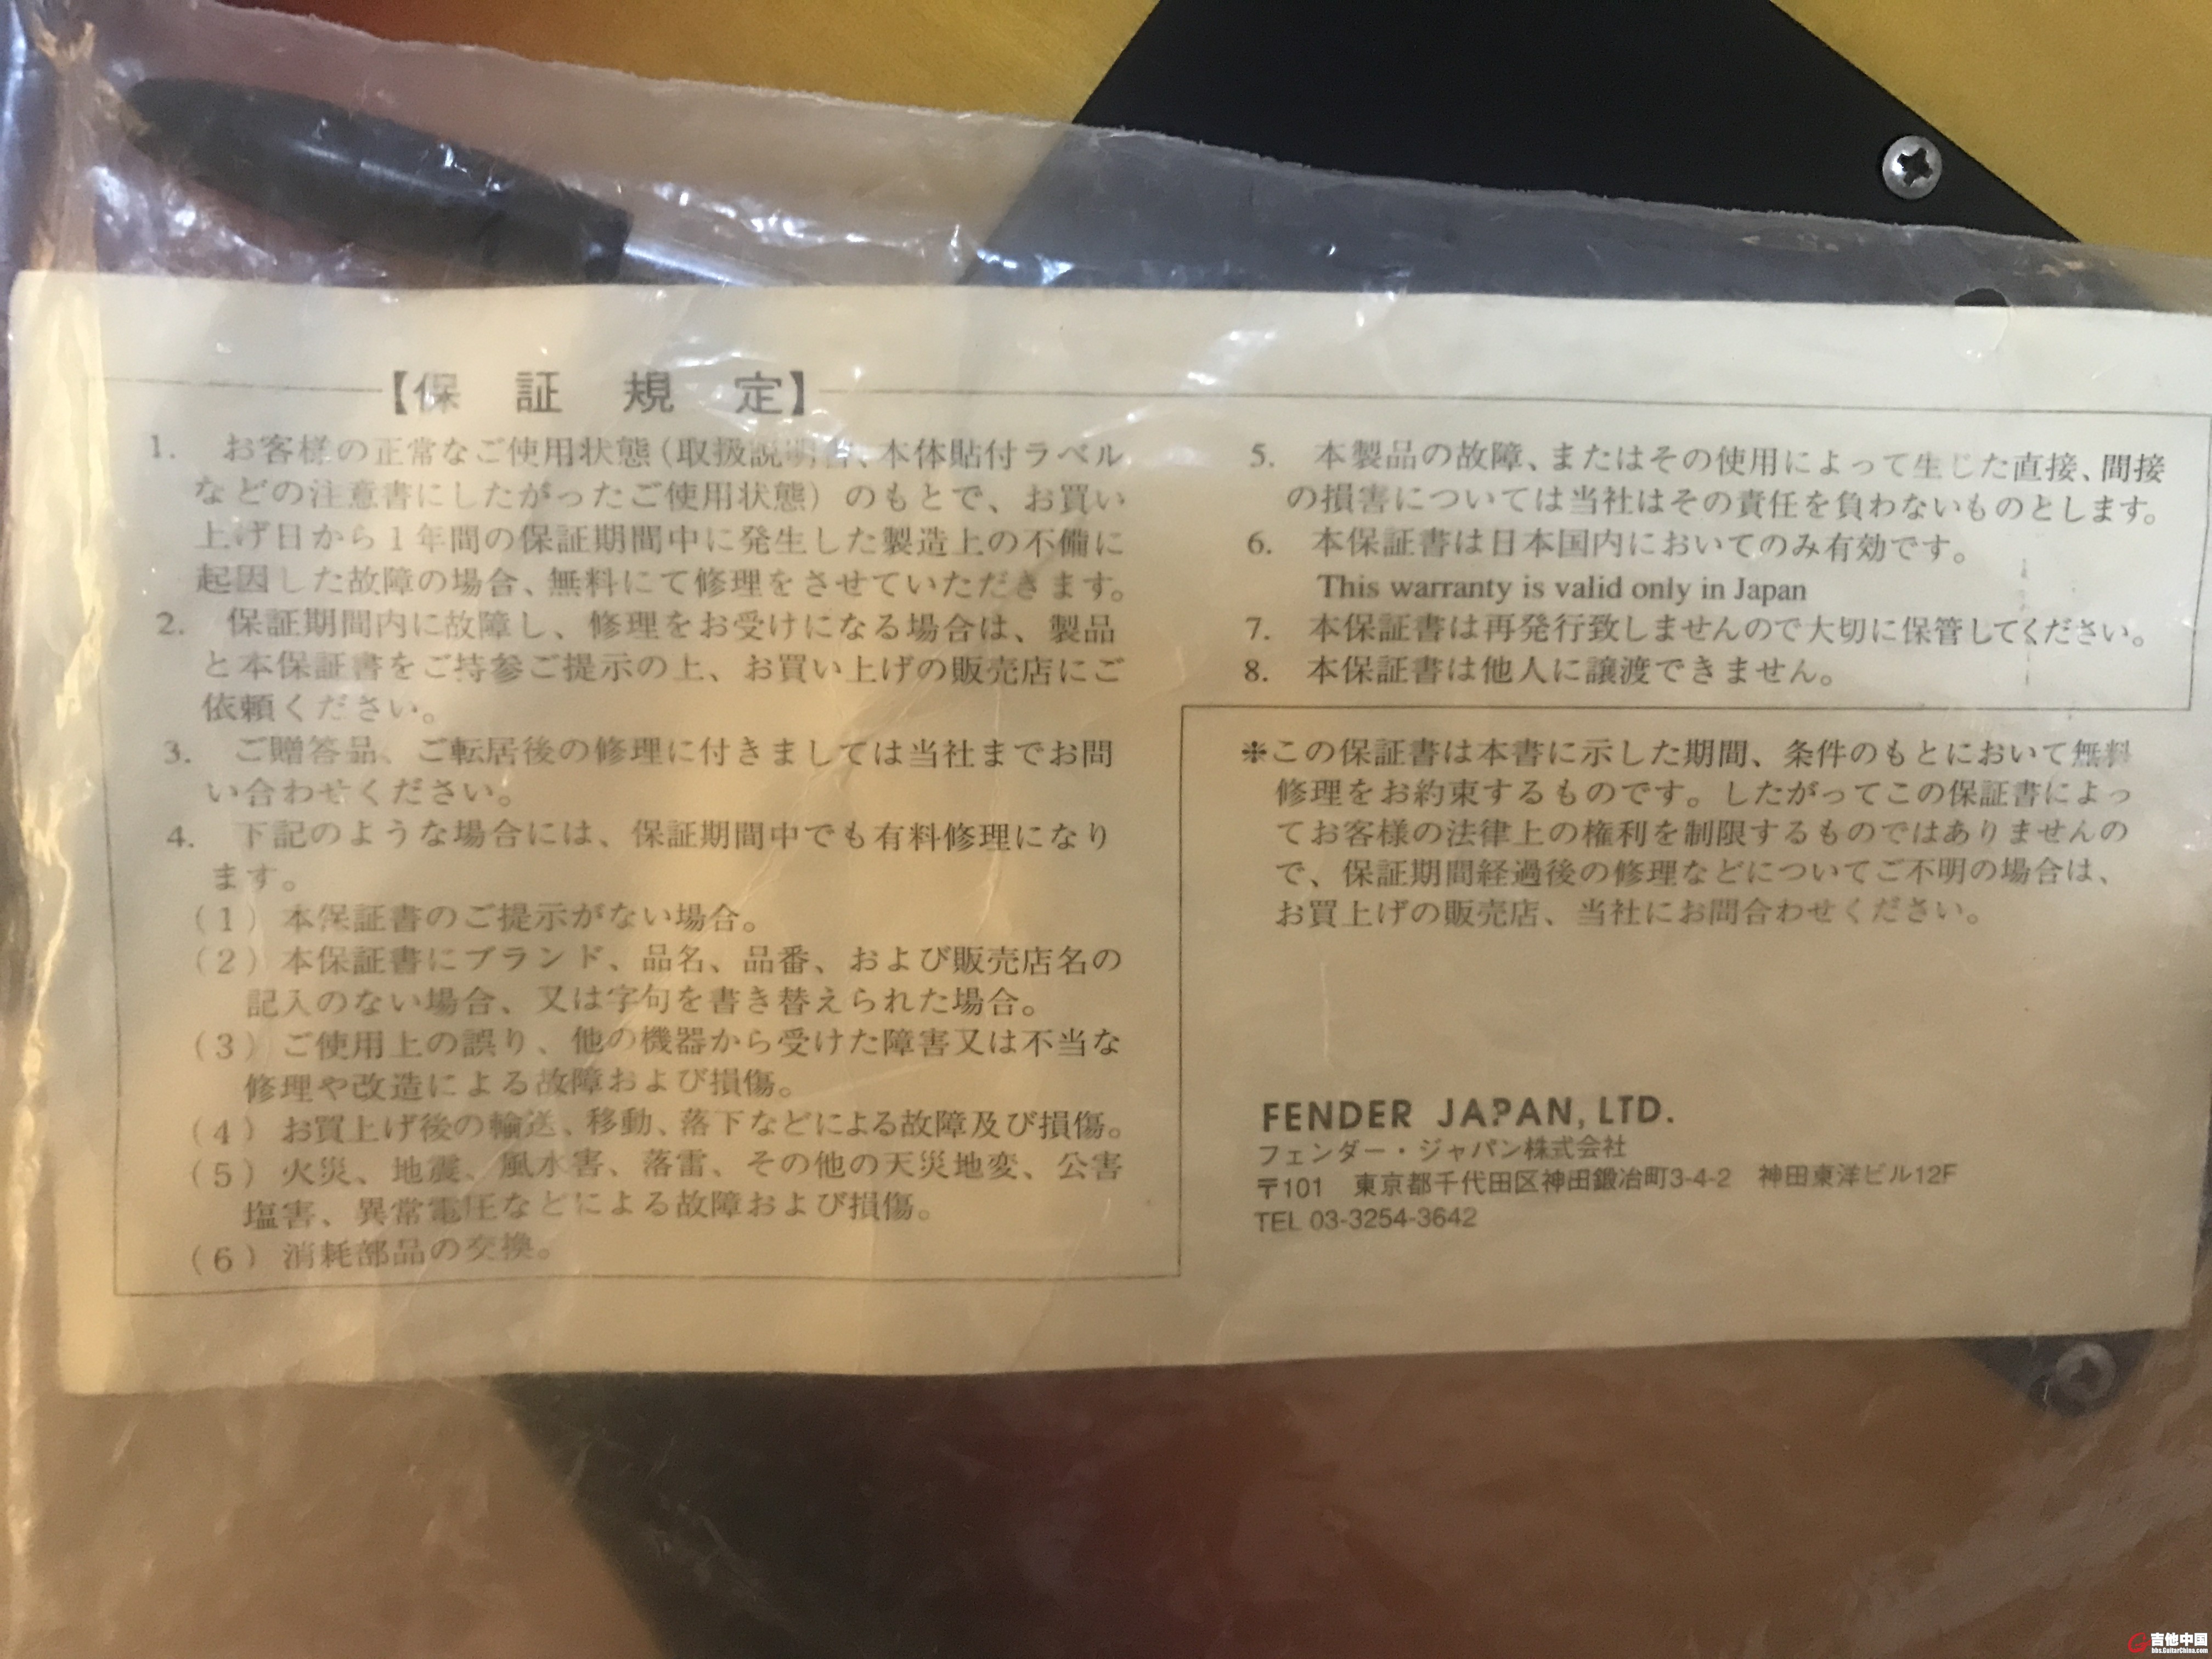 【保証規定】
1. お客様の正常なご使用状態(取扱説明書、本体貼付ラベル
などの注意書にしたがったご使用状態)のもとで、お買い
上げ日から1年間の保証期間中に発生した製造上の不備に
起因した故障の場合、無料にて修理をさせていただきます。
2. 保証期間内に故障し、修理をお受けになる場合は、製品
と本保証書をご持参ご提示の上、お買い上げの販売店にご
依頼ください。
3. ご贈答品、ご転居後の修理に付きましては当社までお問
い合わせください。
4. 下記のような場合には、保証期間中でも有料修理になり
ます。
(1)本保証書のご提示がない場合。
(2)本保証書にブランド、品名、品番、および販売店名の
記入のない場合、又は字句を書き替えられた場合。
(3)ご使用上の誤り、他の機器から受けた障害又は不当な
修理や改造による故障および損傷。
(4)お買上げ後の輸送、移動、落下などによる故障及び損傷。
(5)火災、地震、風水害、落雷、その他の天災地変、公害
塩害、異常電圧などによる故障および損傷。
(6)消耗部品の交換。
5. 本製品の故障、またはその使用によって生じた直接、間接
の損害については当社はその責任を負わないものとします。
6. 本保証書は日本国内においてのみ有効です。
This warranty is valid only in Japan
7. 本保証書は再発行致しませんので大切に保管してください。
8. 本保証書は他人に譲渡できません。
※この保証書は本書に示した期間、条件のもとにおいて無料
修理をお約束するものです。したがってこの保証書によっ
てお客様の法律上の権利を制限するものではありませんの
で、保証期間経過後の修理などについてご不明の場合は、
お買上げの販売店、当社にお問合わせください。
FENDER JAPAN, LTD.
フェンダー・ジャパン株式会社
〒101 東京都千代田区神田鍛冶町3-4-2 神田東洋ビル12F
TEL 03-3254-3642
吉他中国
bbs.GuitarChina.com